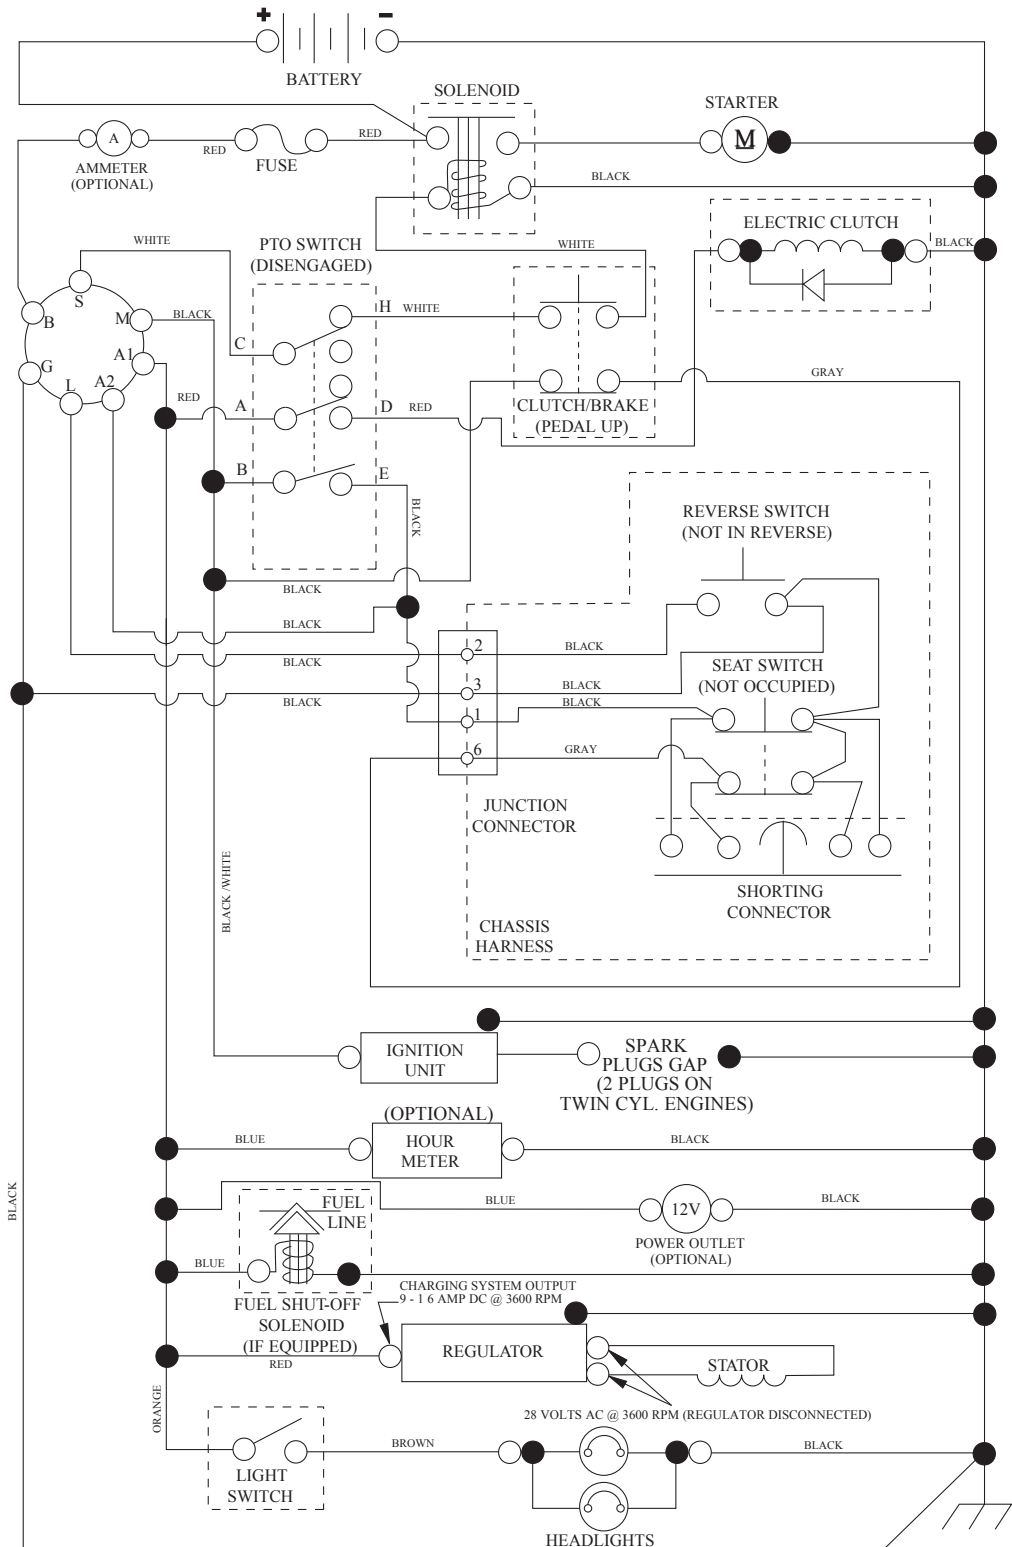 +
-
BATTERY
SOLENOID
STARTER
A
RED
FUSE
RED
M
AMMETER
(OPTIONAL)
BLACK
ELECTRIC CLUTCH
BLACK
WHITE
PTO SWITCH
(DISENGAGED)
WHITE
S
B
M
BLACK
H
WHITE
C
G
A1
L
A2
RED
A
D
RED
GRAY
CLUTCH/BRAKE
(PEDAL UP)
B
E
BLACK
REVERSE SWITCH
(NOT IN REVERSE)
BLACK
BLACK
2
BLACK
BLACK
SEAT SWITCH
(NOT OCCUPIED)
3
BLACK
BLACK
BLACK
1
6
GRAY
JUNCTION
CONNECTOR
BLACK /WHITE
SHORTING
CONNECTOR
CHASSIS
HARNESS
IGNITION
UNIT
SPARK
PLUGS GAP
(2 PLUGS ON
TWIN CYL. ENGINES)
(OPTIONAL)
BLUE
HOUR
METER
BLACK
BLACK
FUEL
LINE
BLUE
12V
BLACK
POWER OUTLET
(OPTIONAL)
BLUE
CHARGING SYSTEM OUTPUT
9 - 1 6 AMP DC @ 3600 RPM
FUEL SHUT-OFF
SOLENOID
(IF EQUIPPED)
RED
REGULATOR
STATOR
ORANGE
28 VOLTS AC @ 3600 RPM (REGULATOR DISCONNECTED)
BROWN
BLACK
LIGHT
SWITCH
HEADLIGHTS